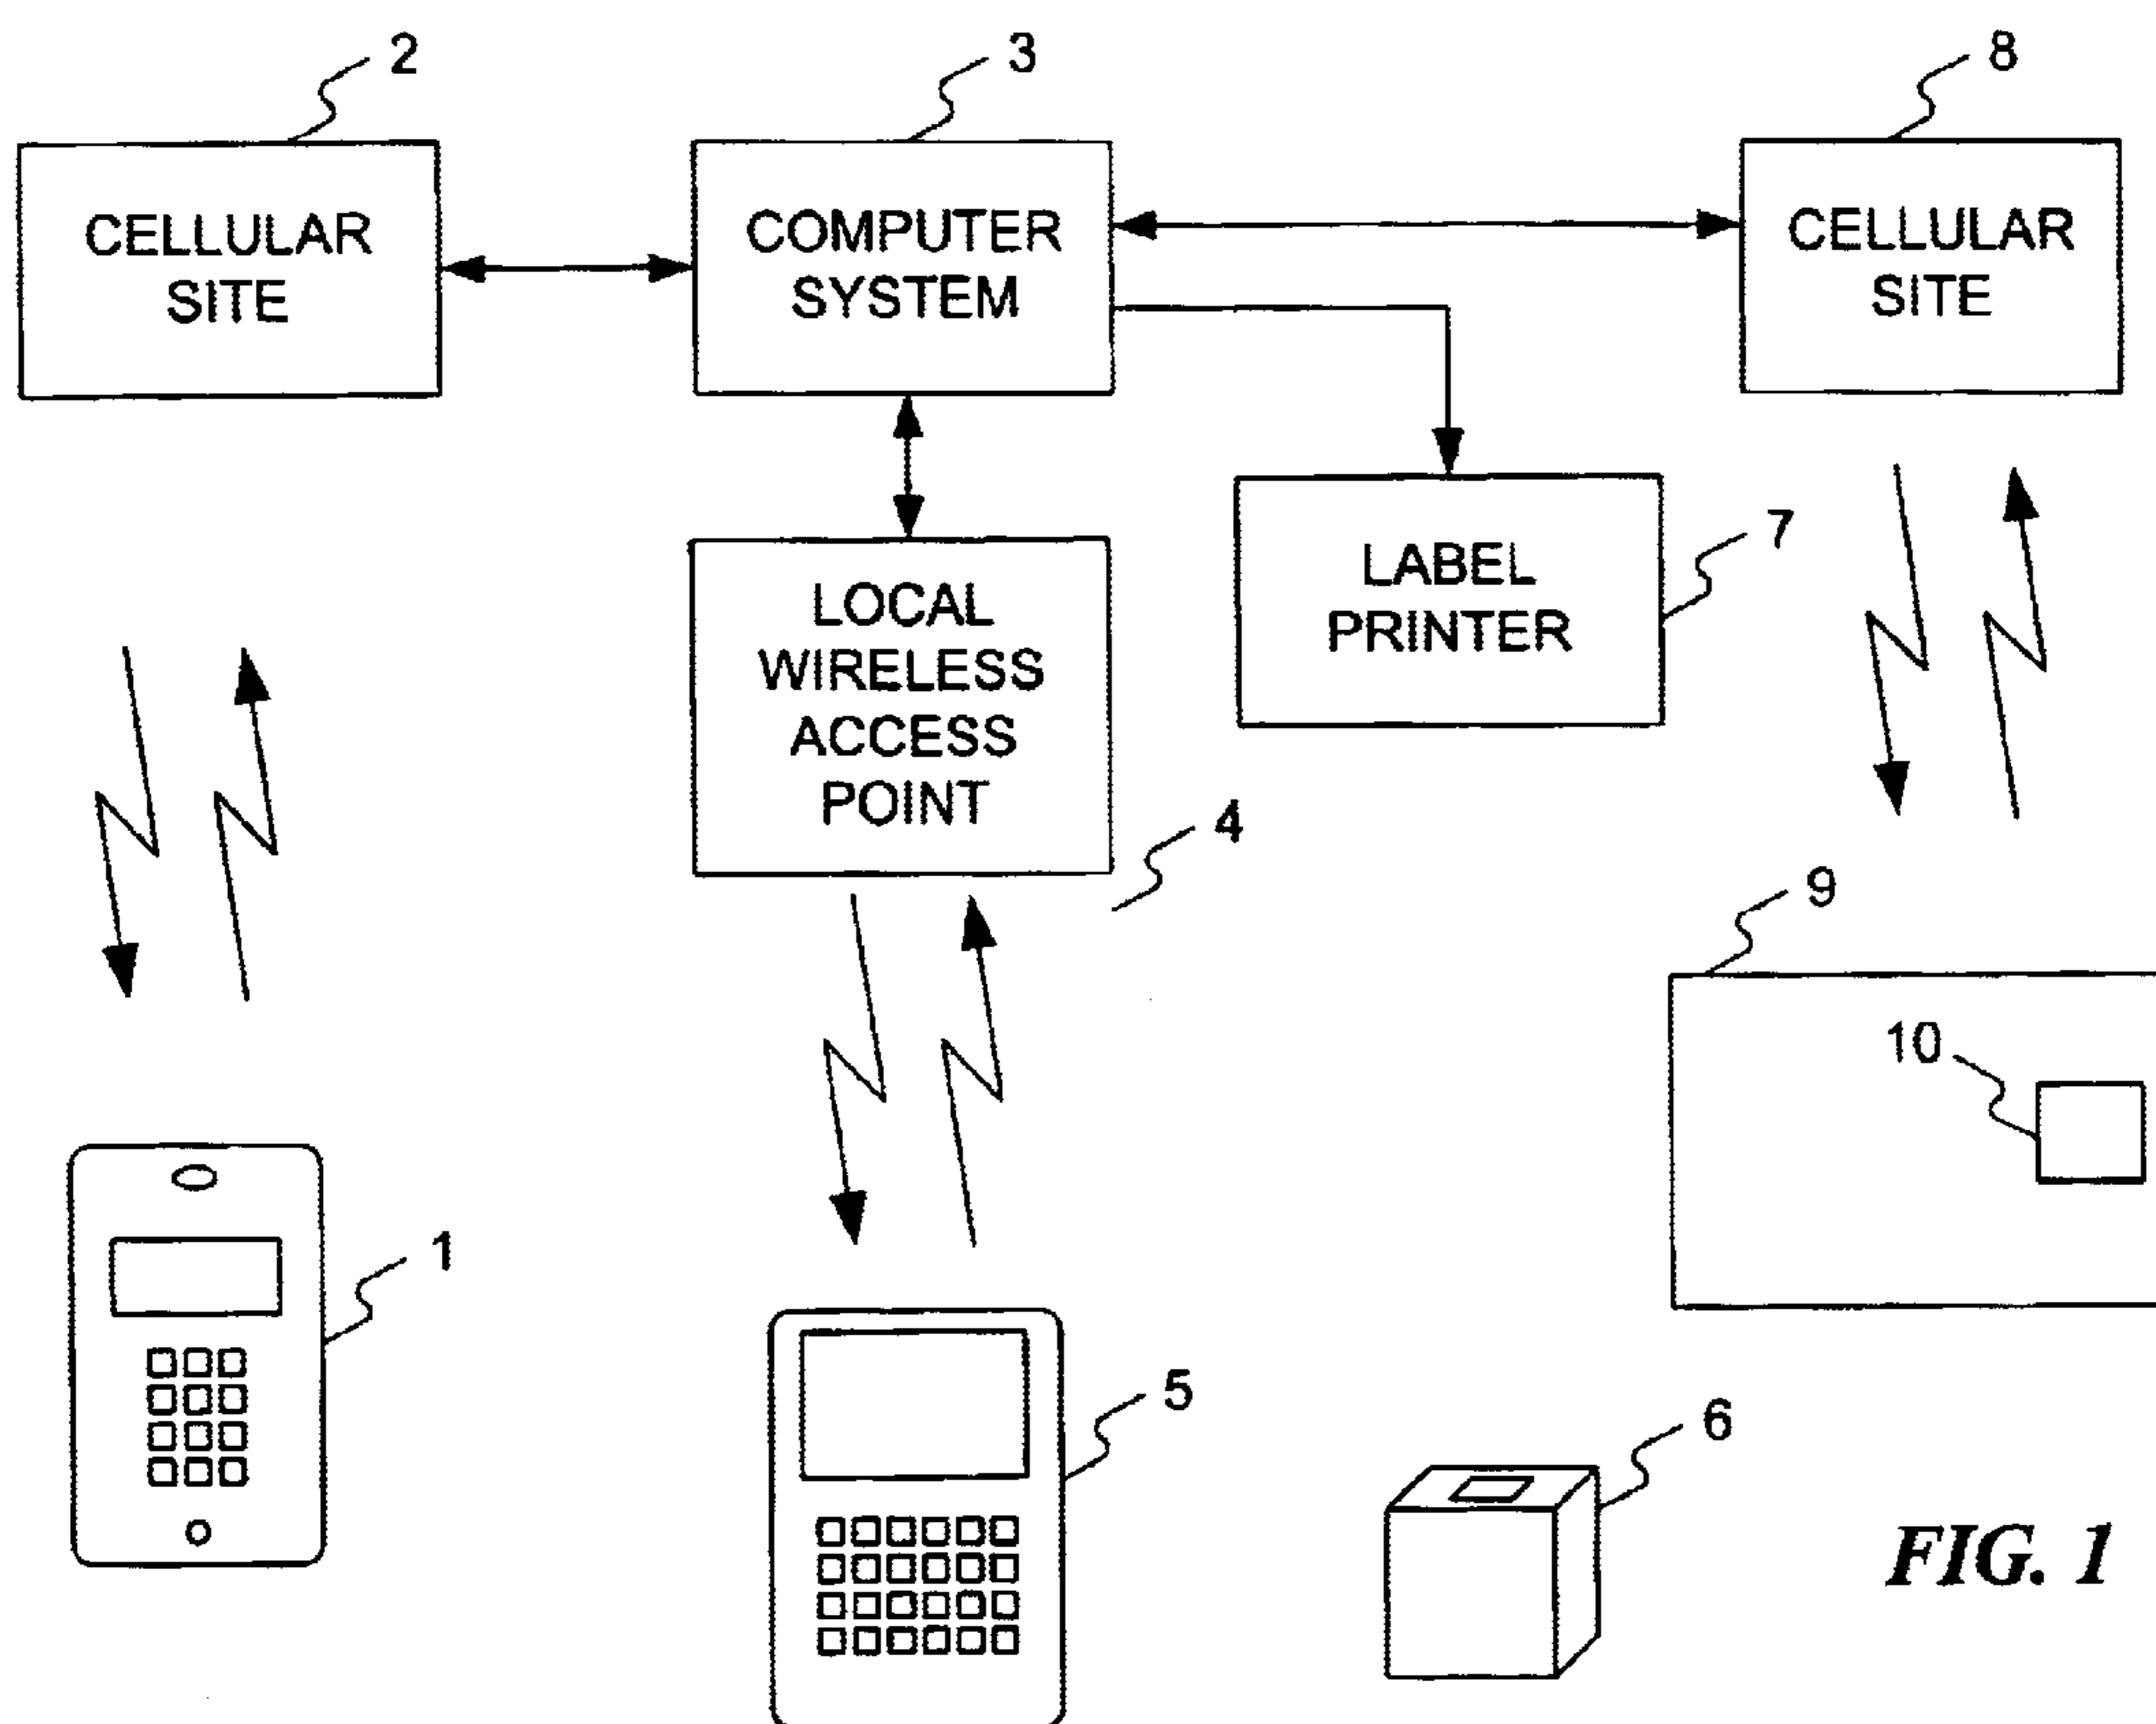 2
3
8
CELLULAR
SITE
COMPUTER
SYSTEM
CELLULAR
SITE
LABEL
PRINTER
7
LOCAL
WIRELESS
ACCESS
POINT
4
9
10
1
5
6
FIG. 1